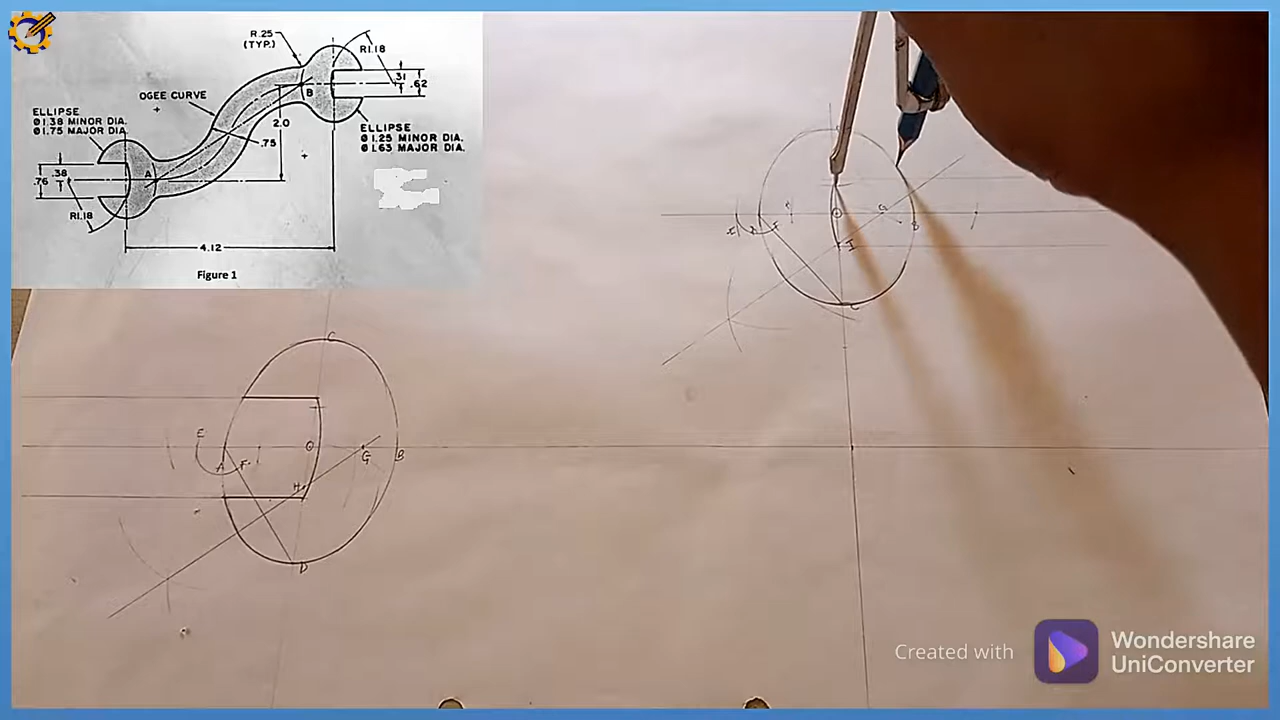 R.25
(TYP.)
R1.18
.31
.62
OGEE CURVE
B
ELLIPSE
Ø1.38 MINOR DIA.
Ø1.75 MAJOR DIA.
2.0
.75
ELLIPSE
Ø1.25 MINOR DIA.
Ø1.63 MAJOR DIA.
A
.38
.76
R1.18
4.12
Figure 1
G
B
O
F
I
C
C
E
O
A
F
G
B
H
D
Created with
Wondershare
UniConverter